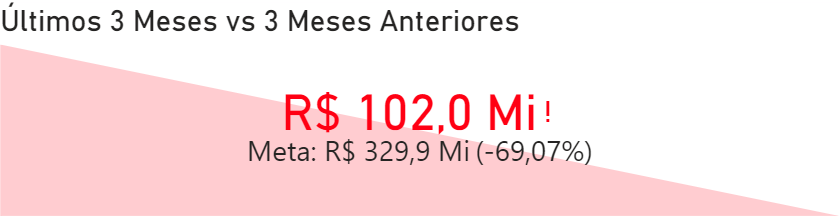 Últimos 3 Meses vs 3 Meses Anteriores
R$ 102,0 Mi !
Meta: R$ 329,9 Mi (-69,07%)